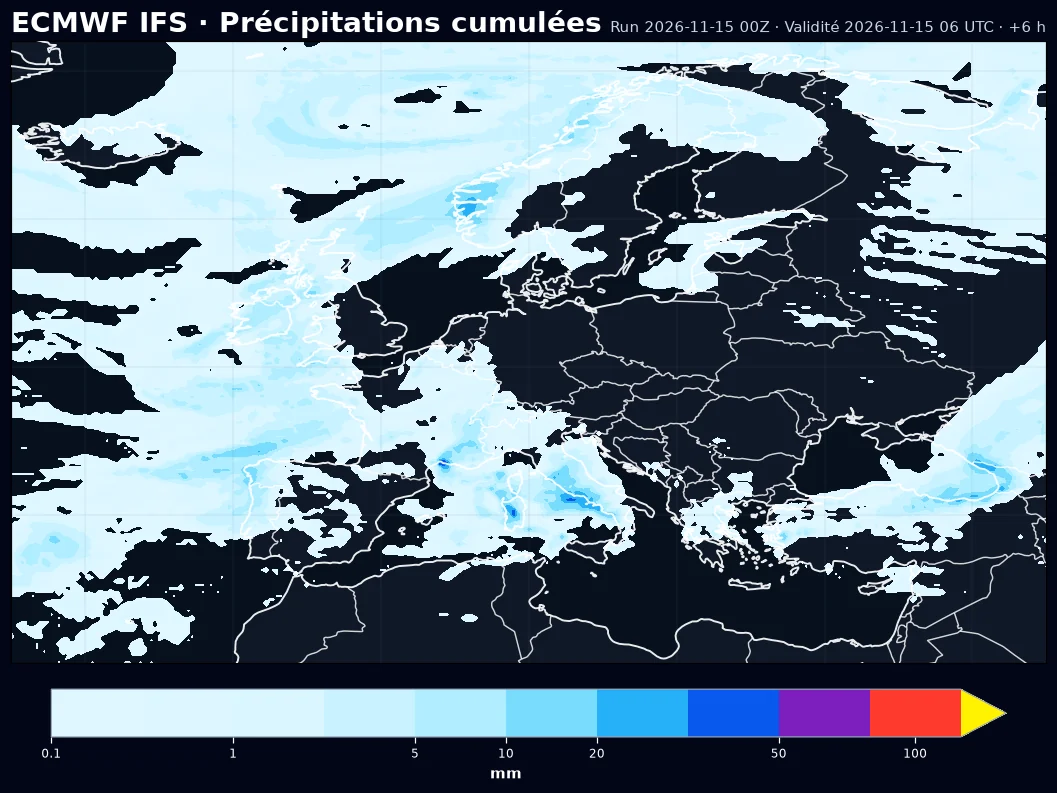 ECMWF IFS · Précipitations cumulées Run 2026-11-15 00Z · Validité 2026-11-15 06 UTC · +6 h
0.1 1 5 10 20 50 100
mm